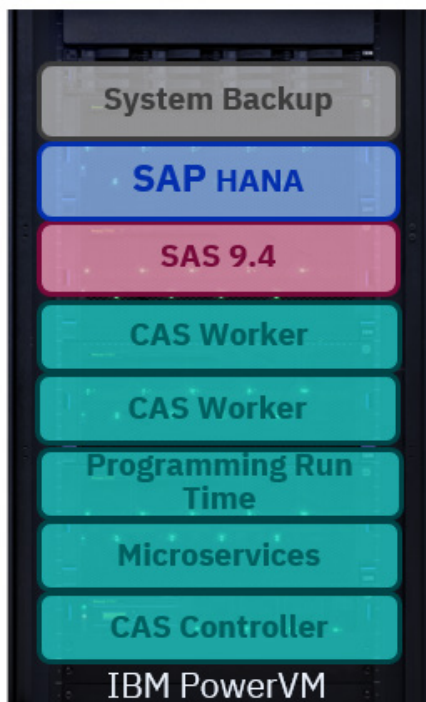 System Backup
SAP HANA
SAS 9.4
CAS Worker
CAS Worker
Programming Run
Time
Microservices
CAS Controller
IBM PowerVM